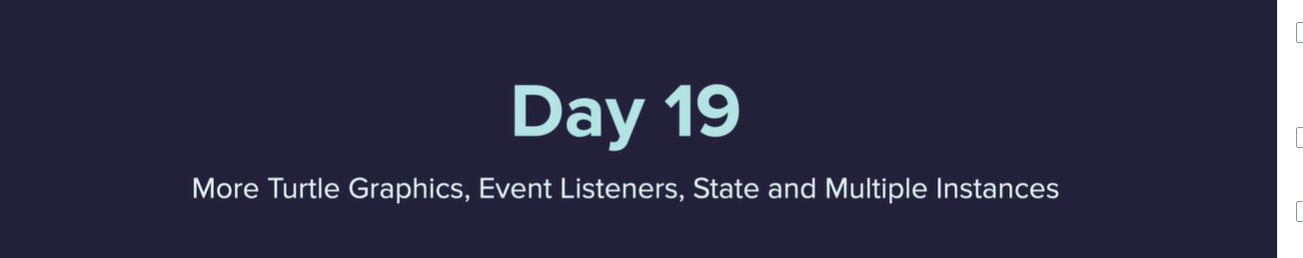 Day 19
More Turtle Graphics, Event Listeners, State and Multiple Instances